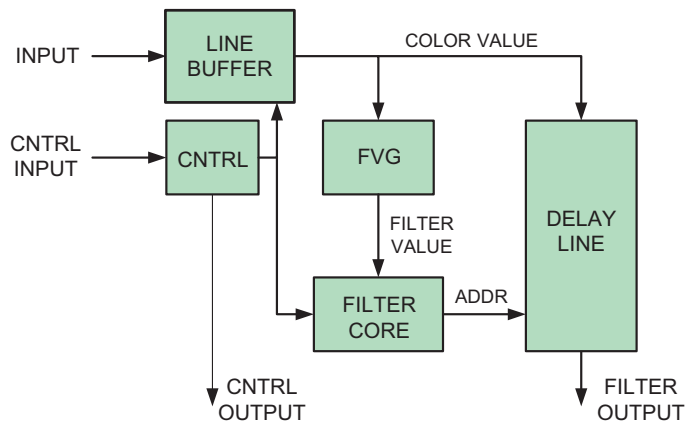 INPUT
LINE
BUFFER
COLOR VALUE
CNTRL
INPUT
CNTRL
FVG
DELAY
LINE
FILTER
VALUE
FILTER
CORE
ADDR
CNTRL
OUTPUT
FILTER
OUTPUT